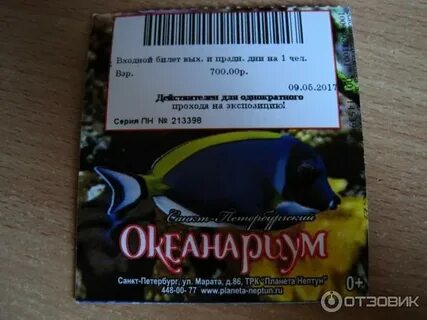 Входной билет вых. и праздн. дни на 1 чел.
Взр. 700.00р.
09.05.2017
Действителен для однократного
прохода на экспозицию!
Серия ПН № 213398
Санкт-Петербургский
ОКЕАНАРИУМ
Санкт-Петербург, ул. Марата, д.86, ТРК "Планета Нептун"
448-00-77 www.planeta-neptun.ru
0+
ОТЗОВИК